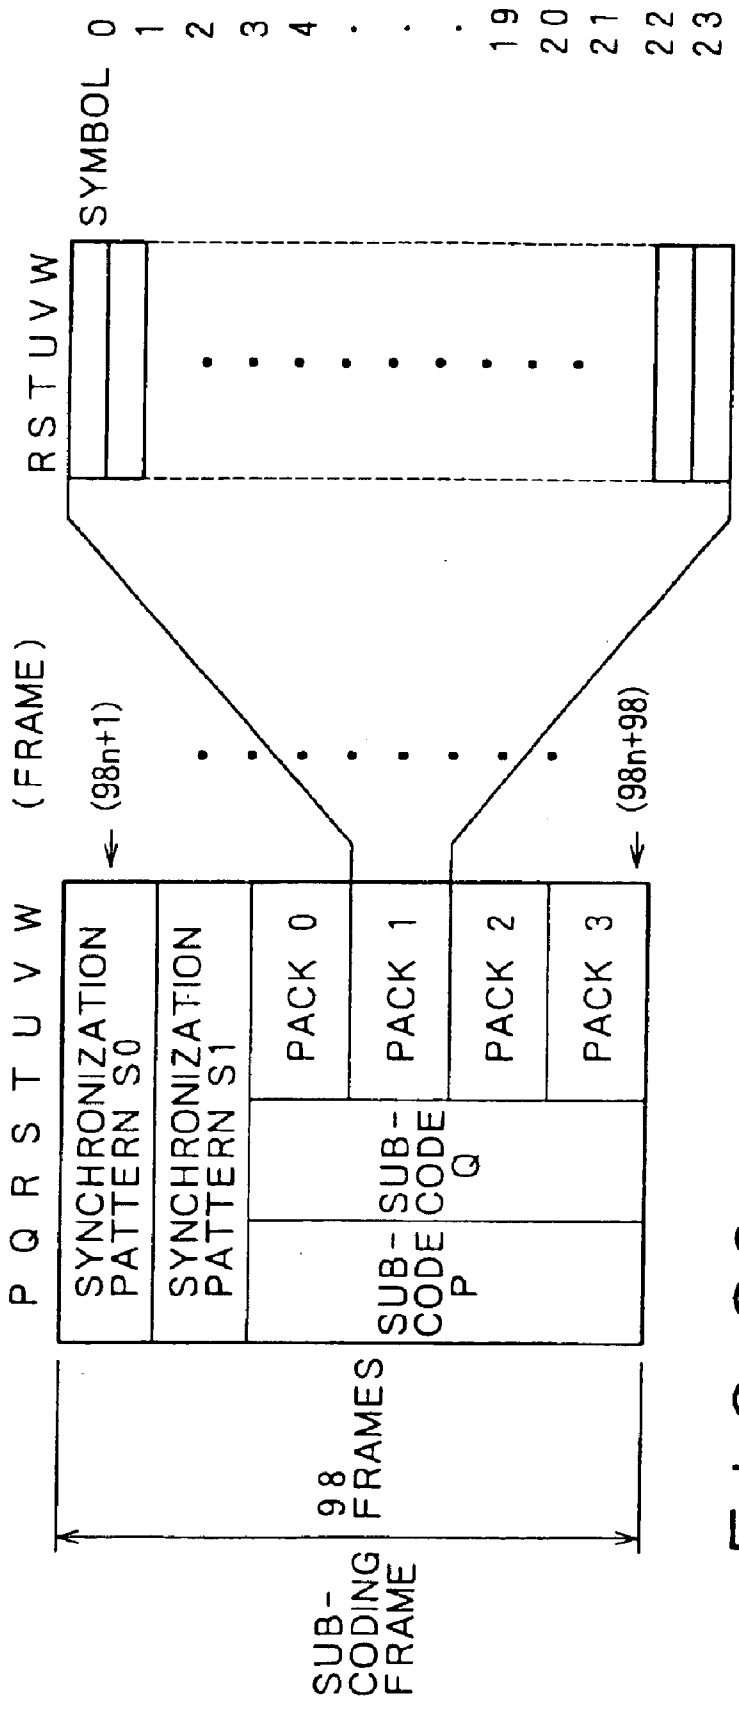 P Q R S T U V W (FRAME)
SYNCHRONIZATION
PATTERN S0
← (98n+1)
SYNCHRONIZATION
PATTERN S1
SUB-
CODE
P
SUB-
CODE
Q
PACK 0
PACK 1
PACK 2
PACK 3
← (98n+98)
SUB-
CODING
FRAME
98
FRAMES
R S T U V W
SYMBOL
0
1
2
3
4
.
.
.
19
20
21
22
23